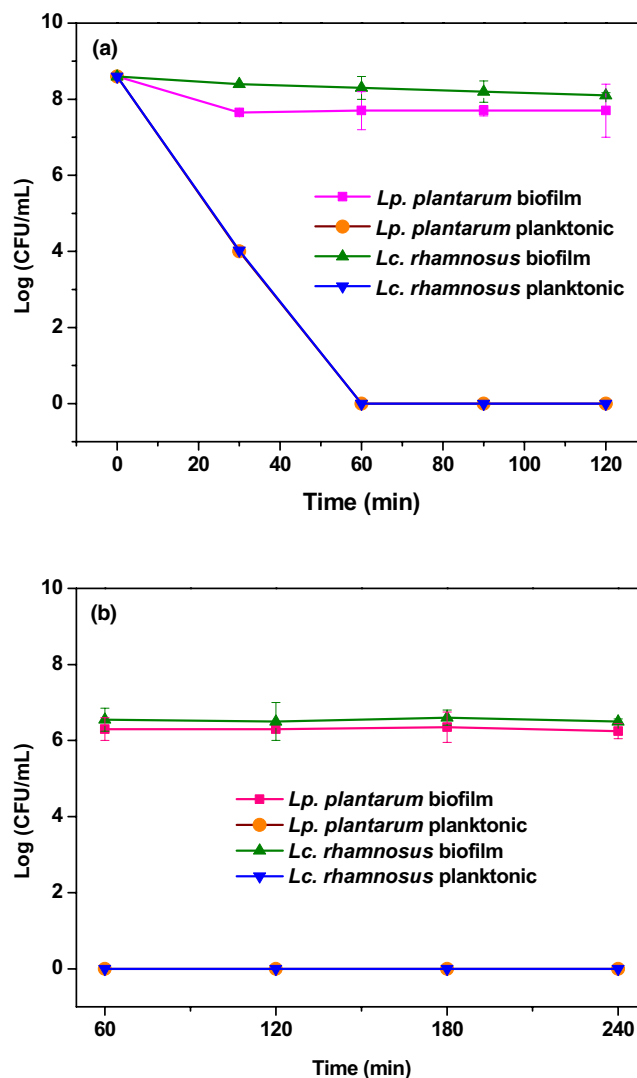 (a)
10
8
6
4
2
0
Log (CFU/mL)
Lp. plantarum biofilm
Lp. plantarum planktonic
Lc. rhamnosus biofilm
Lc. rhamnosus planktonic
0 20 40 60 80 100 120
Time (min)
(b)
10
8
6
4
2
0
Log (CFU/mL)
Lp. plantarum biofilm
Lp. plantarum planktonic
Lc. rhamnosus biofilm
Lc. rhamnosus planktonic
60 120 180 240
Time (min)